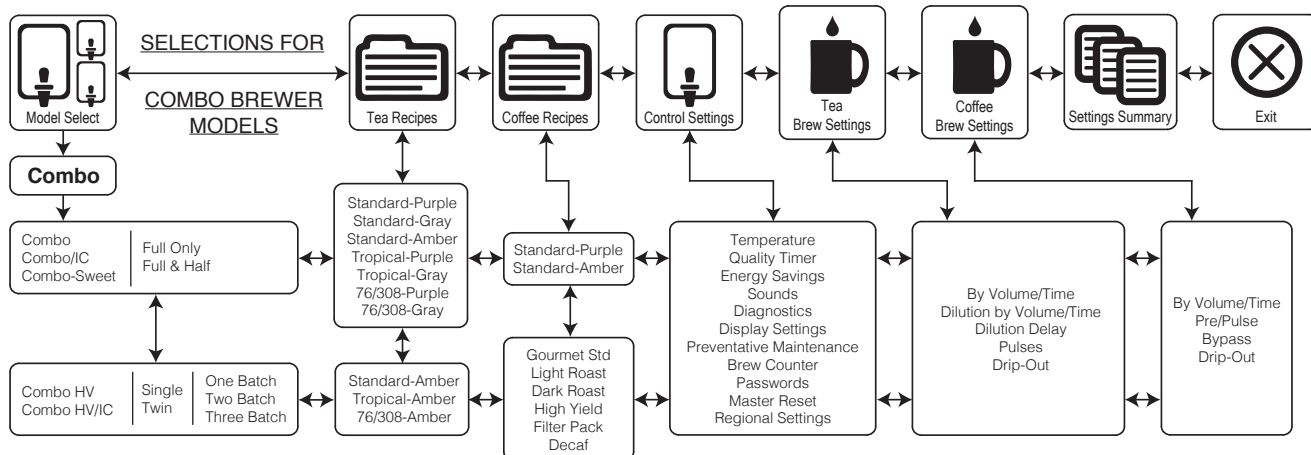 SELECTIONS FOR
COMBO BREWER
MODELS
Model Select
Tea Recipes
Coffee Recipes
Control Settings
Tea
Brew Settings
Coffee
Brew Settings
Settings Summary
Exit
Combo
Combo
Combo/IC
Combo-Sweet
Full Only
Full & Half
Standard-Purple
Standard-Gray
Standard-Amber
Tropical-Purple
Tropical-Gray
76/308-Purple
76/308-Gray
Standard-Purple
Standard-Amber
Temperature
Quality Timer
Energy Savings
Sounds
Diagnostics
Display Settings
Preventative Maintenance
Brew Counter
Passwords
Master Reset
Regional Settings
By Volume/Time
Dilution by Volume/Time
Dilution Delay
Pulses
Drip-Out
By Volume/Time
Pre/Pulse
Bypass
Drip-Out
Combo HV
Combo HV/IC
Single
Twin
One Batch
Two Batch
Three Batch
Standard-Amber
Tropical-Amber
76/308-Amber
Gourmet Std
Light Roast
Dark Roast
High Yield
Filter Pack
Decaf